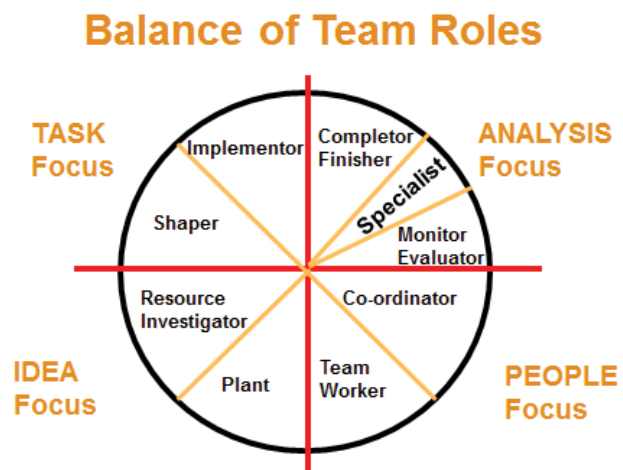 Balance of Team Roles
TASK
Focus
ANALYSIS
Focus
Implementor
Completor
Finisher
Specialist
Shaper
Monitor
Evaluator
Resource
Investigator
Co-ordinator
Plant
Team
Worker
IDEA
Focus
PEOPLE
Focus